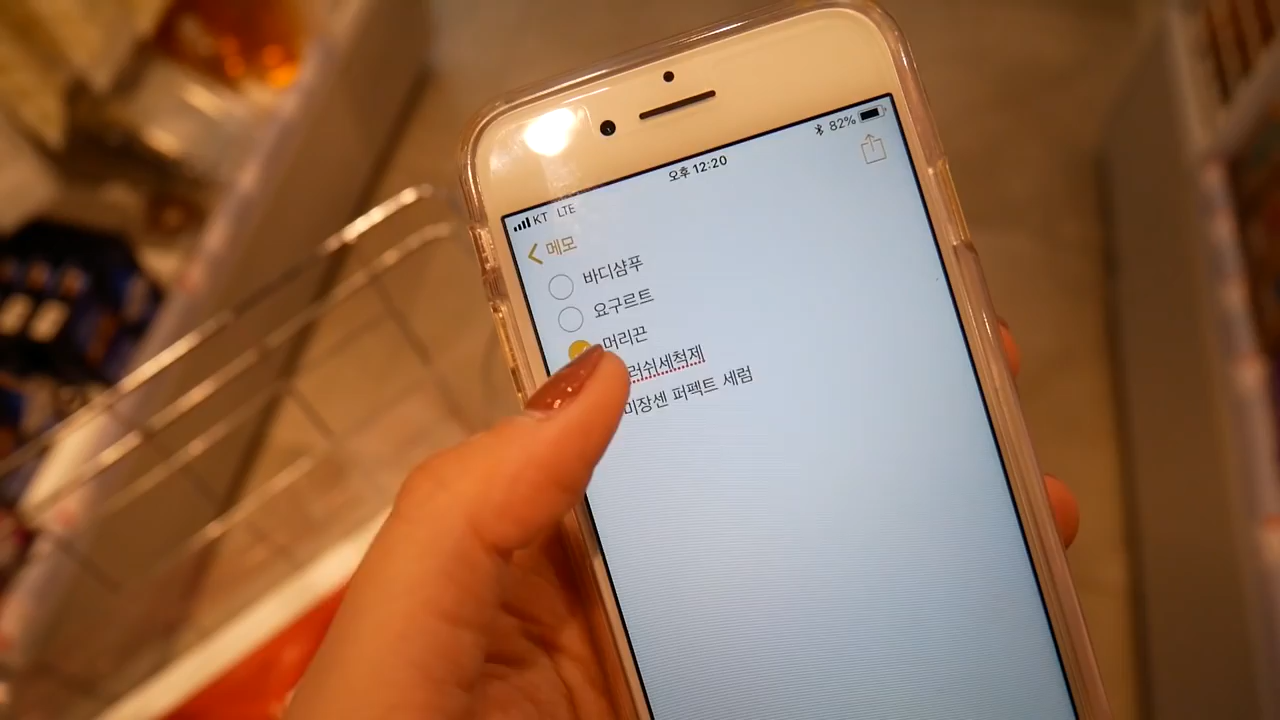 오후 12:20
82%
KT LTE
메모
바디샴푸
요구르트
머리끈
러쉬세척제
미장센 퍼펙트 세럼